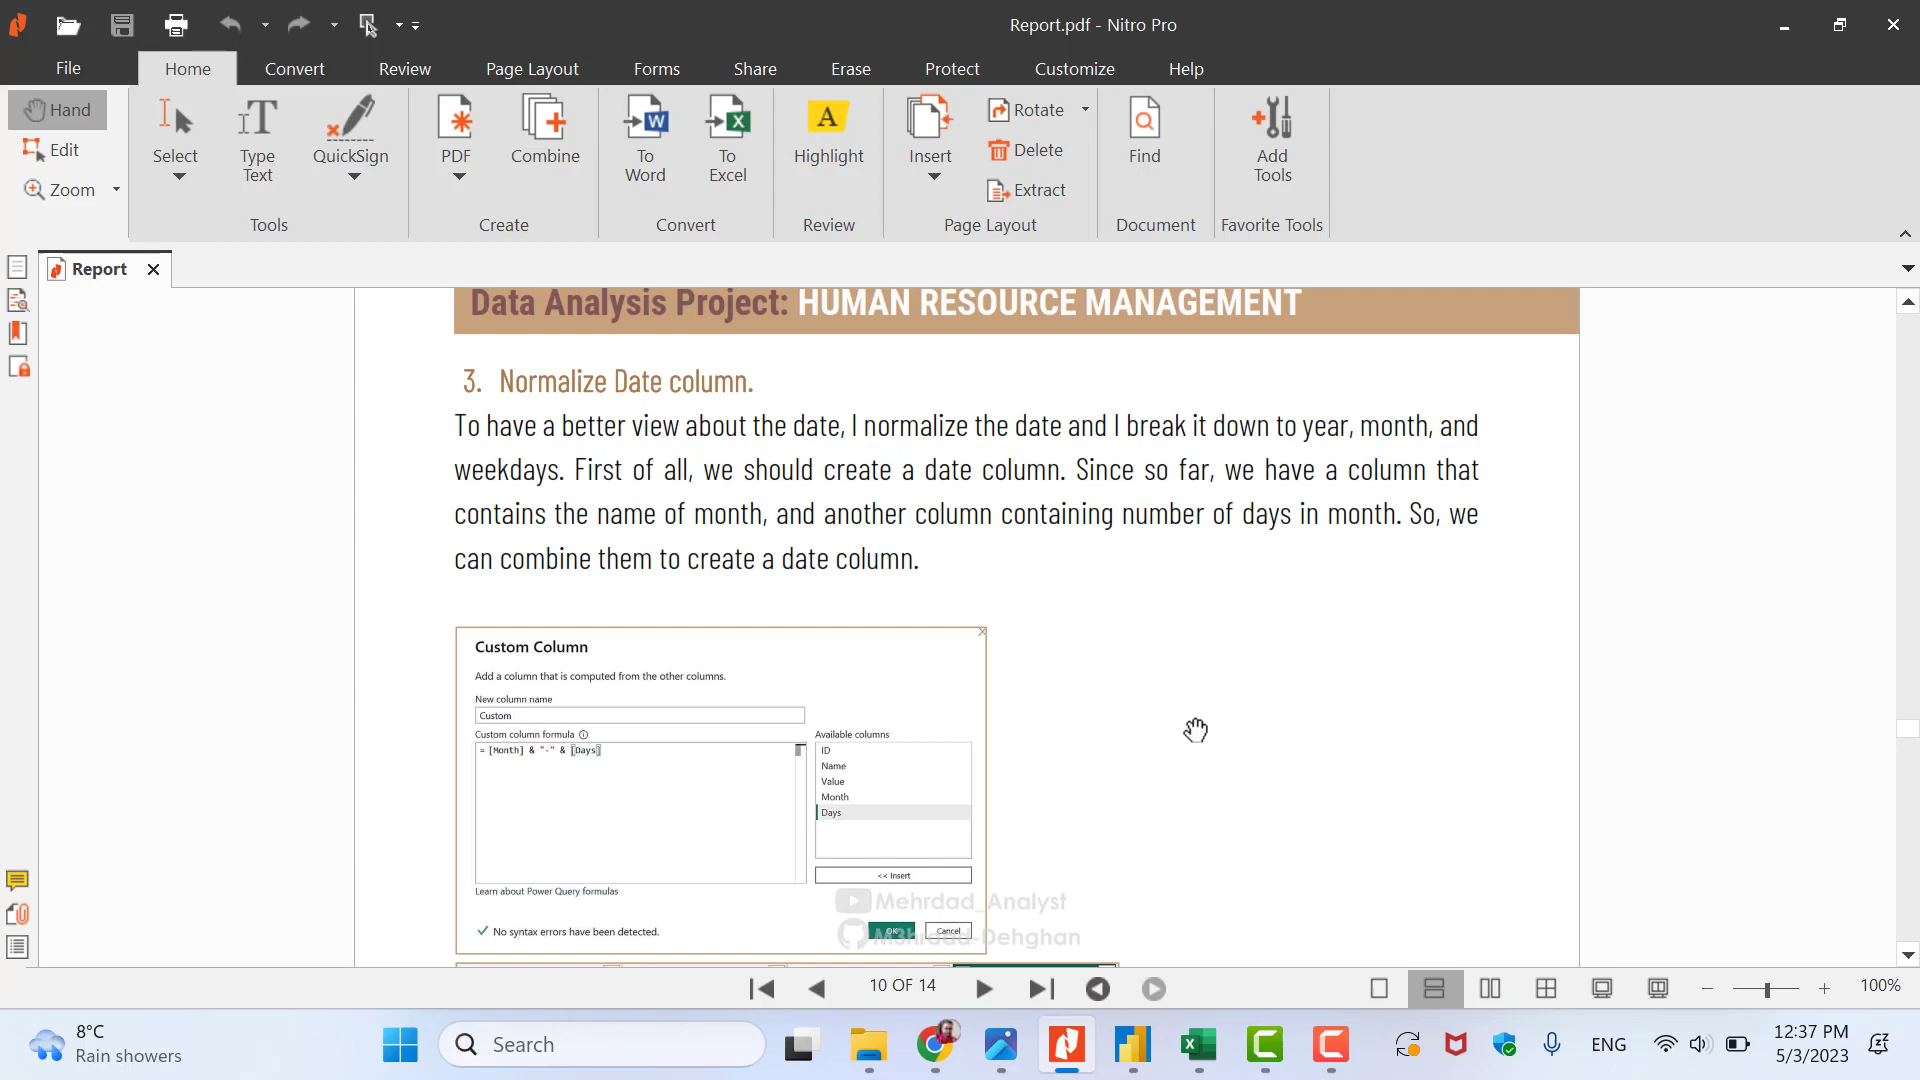 Report.pdf - Nitro Pro
File Home Convert Review Page Layout Forms Share Erase Protect Customize Help
Hand
Edit
Zoom
Select
Type
Text
QuickSign
Tools
PDF
Combine
Create
To
Word
To
Excel
Convert
Highlight
Review
Insert
Rotate
Delete
Extract
Page Layout
Find
Document
Add
Tools
Favorite Tools
Report
Data Analysis Project: HUMAN RESOURCE MANAGEMENT
3. Normalize Date column.
To have a better view about the date, I normalize the date and I break it down to year, month, and
weekdays. First of all, we should create a date column. Since so far, we have a column that
contains the name of month, and another column containing number of days in month. So, we
can combine them to create a date column.
Custom Column
Add a column that is computed from the other columns.
New column name
Custom
Custom column formula
= [Month] & "-" & [Days]
Available columns
ID
Name
Value
Month
Days
<< Insert
Learn about Power Query formulas
No syntax errors have been detected.
OK
Cancel
Mehrdad_Analyst
M3hrdad-Dehghan
10 OF 14
100%
8°C
Rain showers
Search
ENG
12:37 PM
5/3/2023